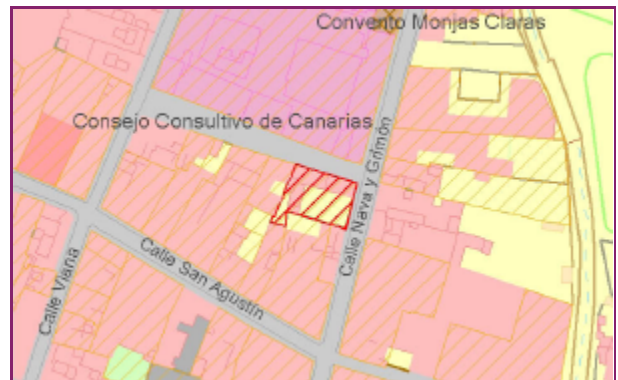 Convento Monjas Claras
Consejo Consultivo de Canarias
Calle Nava y Grimón
Calle San Agustín
Calle Viana